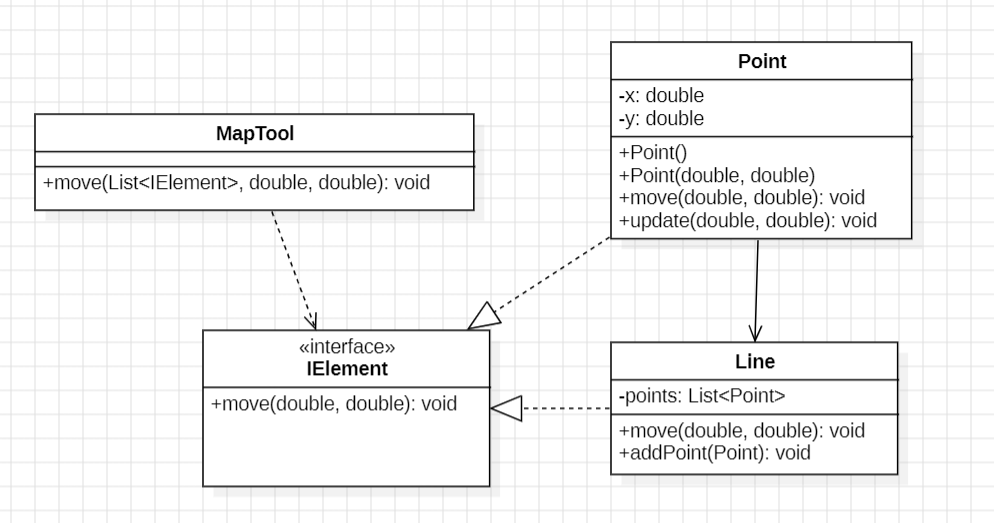 MapTool
+move(List<IElement>, double, double): void
Point
-x: double
-y: double
+Point()
+Point(double, double)
+move(double, double): void
+update(double, double): void
«interface»
IElement
+move(double, double): void
Line
-points: List<Point>
+move(double, double): void
+addPoint(Point): void